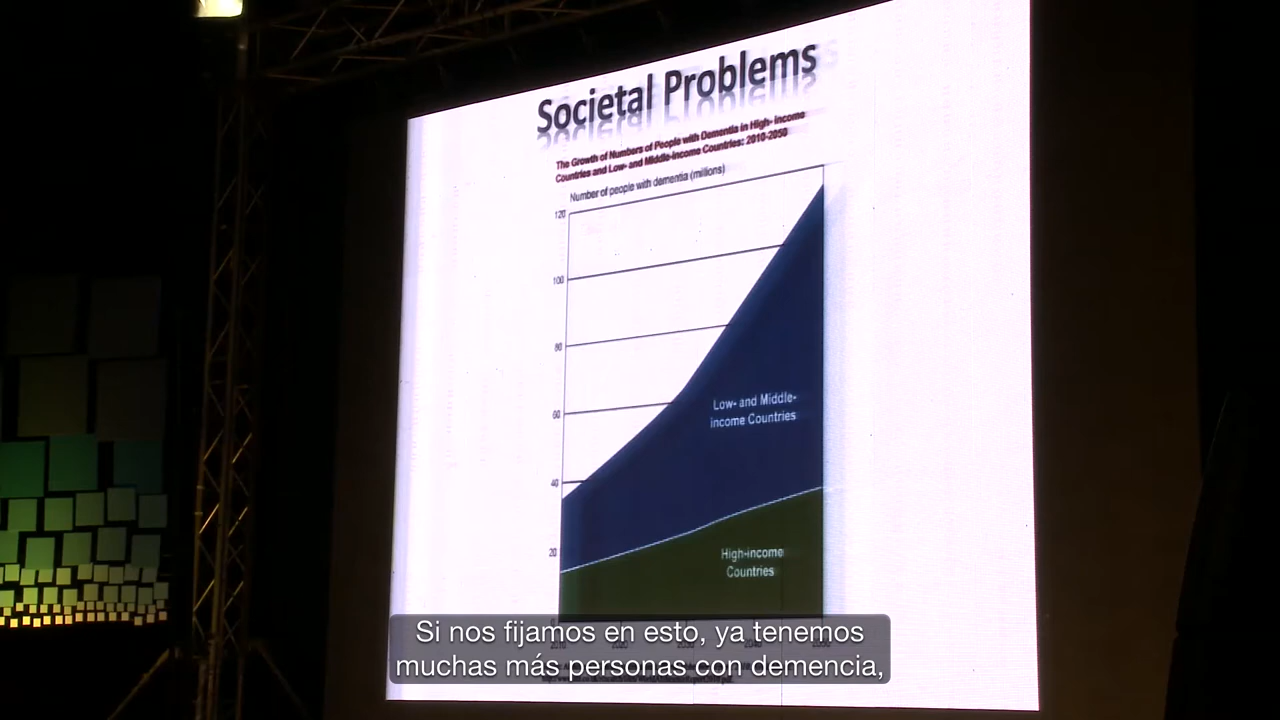 Societal Problems
The Growth of Numbers of People with Dementia in High- Income
Countries and Low- and Middle-income Countries: 2010-2050
Number of people with dementia (millions)
120
100
80
60
40
20
Low- and Middle-
income Countries
High-income
Countries
Si nos fijamos en esto, ya tenemos
muchas más personas con demencia,